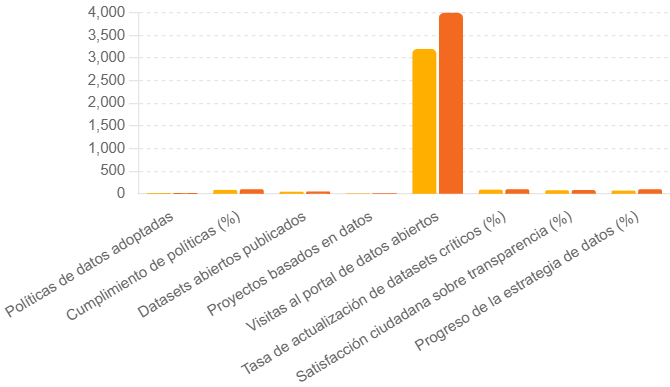 4,000
3,500
3,000
2,500
2,000
1,500
1,000
500
0
Políticas de datos adoptadas
Cumplimiento de políticas (%)
Datasets abiertos publicados
Proyectos basados en datos
Visitas al portal de datos abiertos
Tasa de actualización de datasets críticos (%)
Satisfacción ciudadana sobre transparencia (%)
Progreso de la estrategia de datos (%)